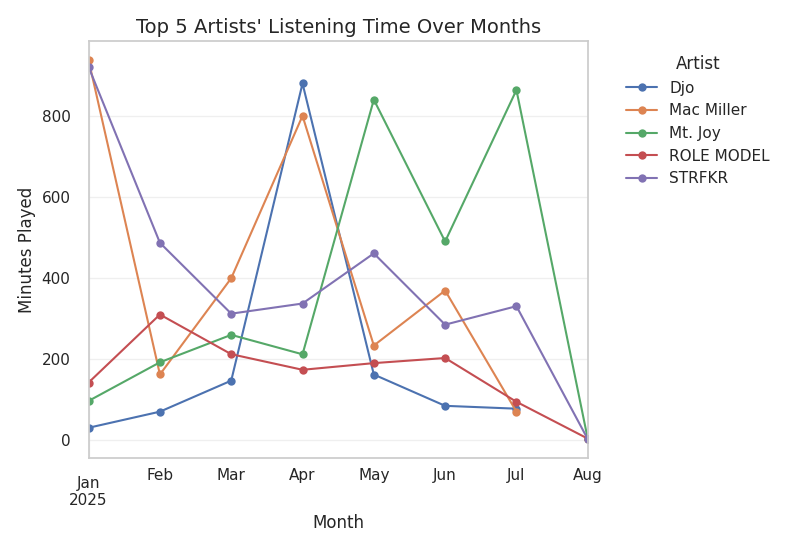 Top 5 Artists' Listening Time Over Months
Artist
Djo
Mac Miller
Mt. Joy
ROLE MODEL
STRFKR
Minutes Played
800
600
400
200
0
Jan
2025
Feb
Mar
Apr
May
Jun
Jul
Aug
Month